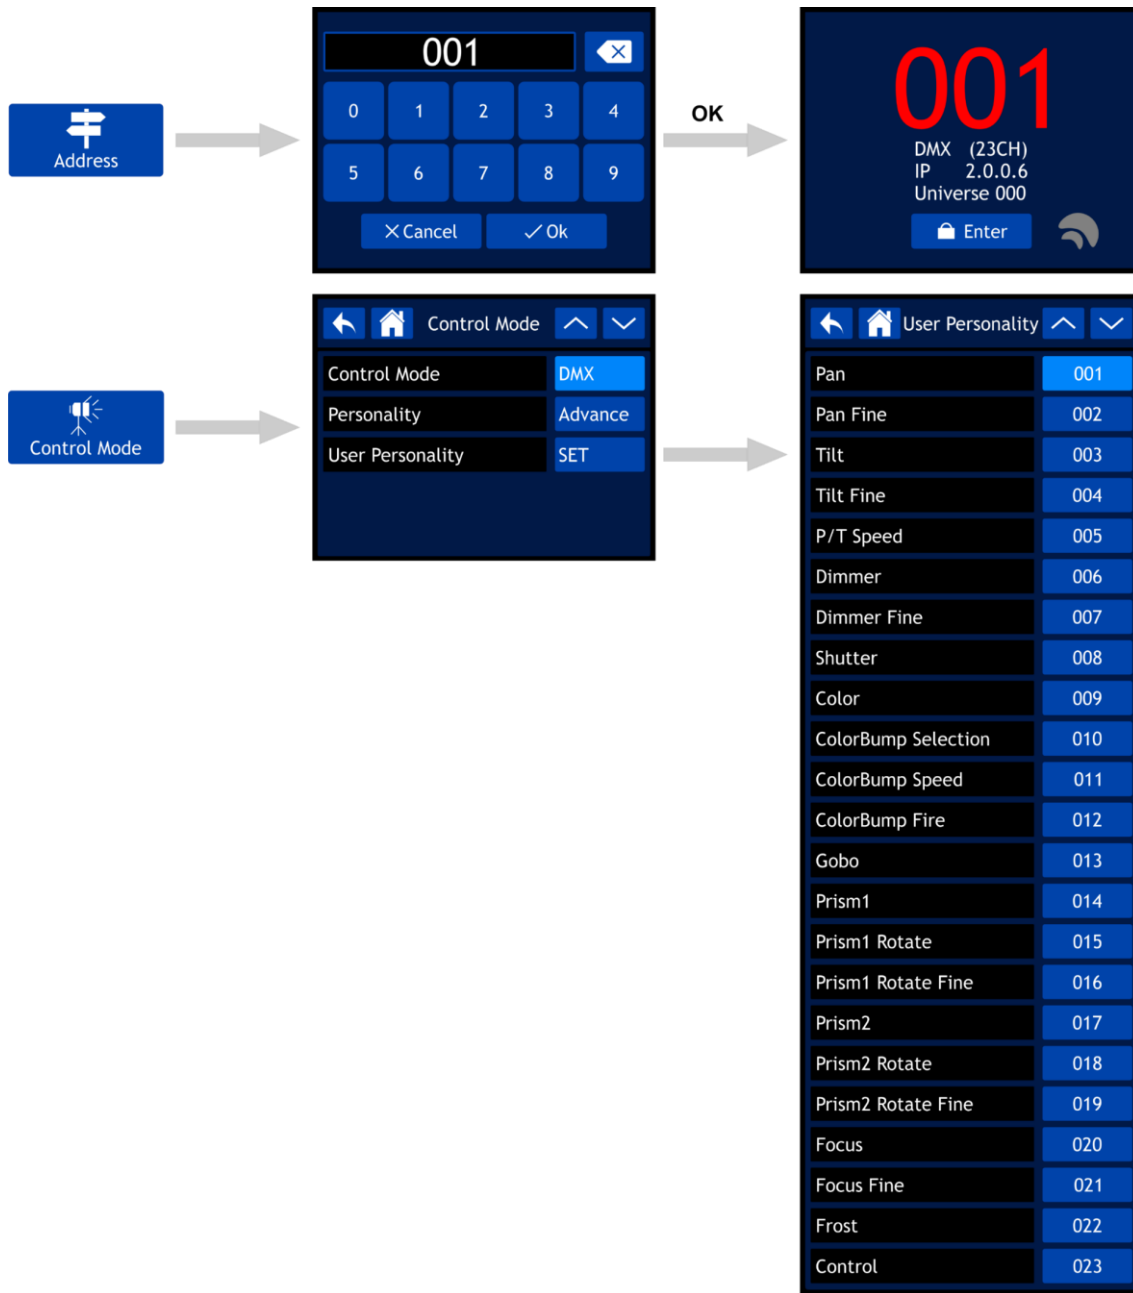 Address
001
0 1 2 3 4
5 6 7 8 9
Cancel Ok
OK
001
DMX (23CH)
IP 2.0.0.6
Universe 000
Enter
Control Mode
Control Mode
Control Mode DMX
Personality Advance
User Personality SET
User Personality
Pan 001
Pan Fine 002
Tilt 003
Tilt Fine 004
P/T Speed 005
Dimmer 006
Dimmer Fine 007
Shutter 008
Color 009
ColorBump Selection 010
ColorBump Speed 011
ColorBump Fire 012
Gobo 013
Prism1 014
Prism1 Rotate 015
Prism1 Rotate Fine 016
Prism2 017
Prism2 Rotate 018
Prism2 Rotate Fine 019
Focus 020
Focus Fine 021
Frost 022
Control 023